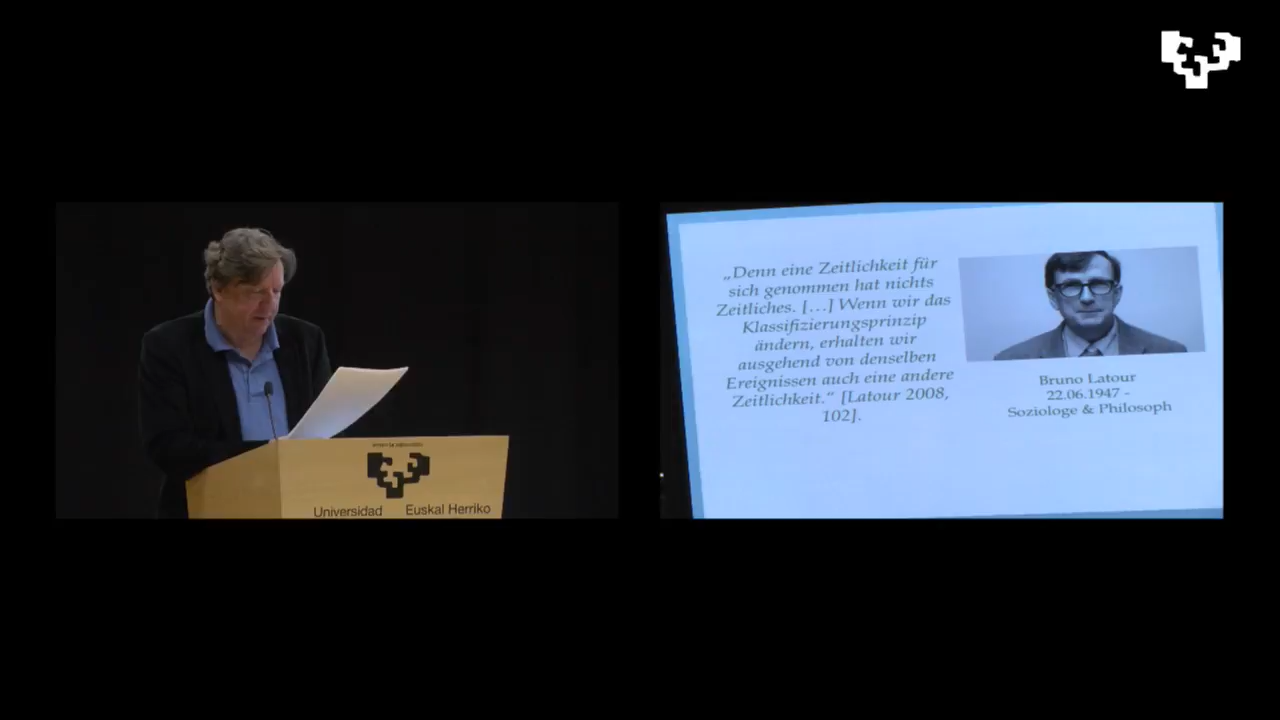 Universidad Euskal Herriko
„Denn eine Zeitlichkeit für
sich genommen hat nichts
Zeitliches. […] Wenn wir das
Klassifizierungsprinzip
ändern, erhalten wir
ausgehend von denselben
Ereignissen auch eine andere
Zeitlichkeit.“ [Latour 2008,
102].
Bruno Latour
22.06.1947 -
Soziologe & Philosoph